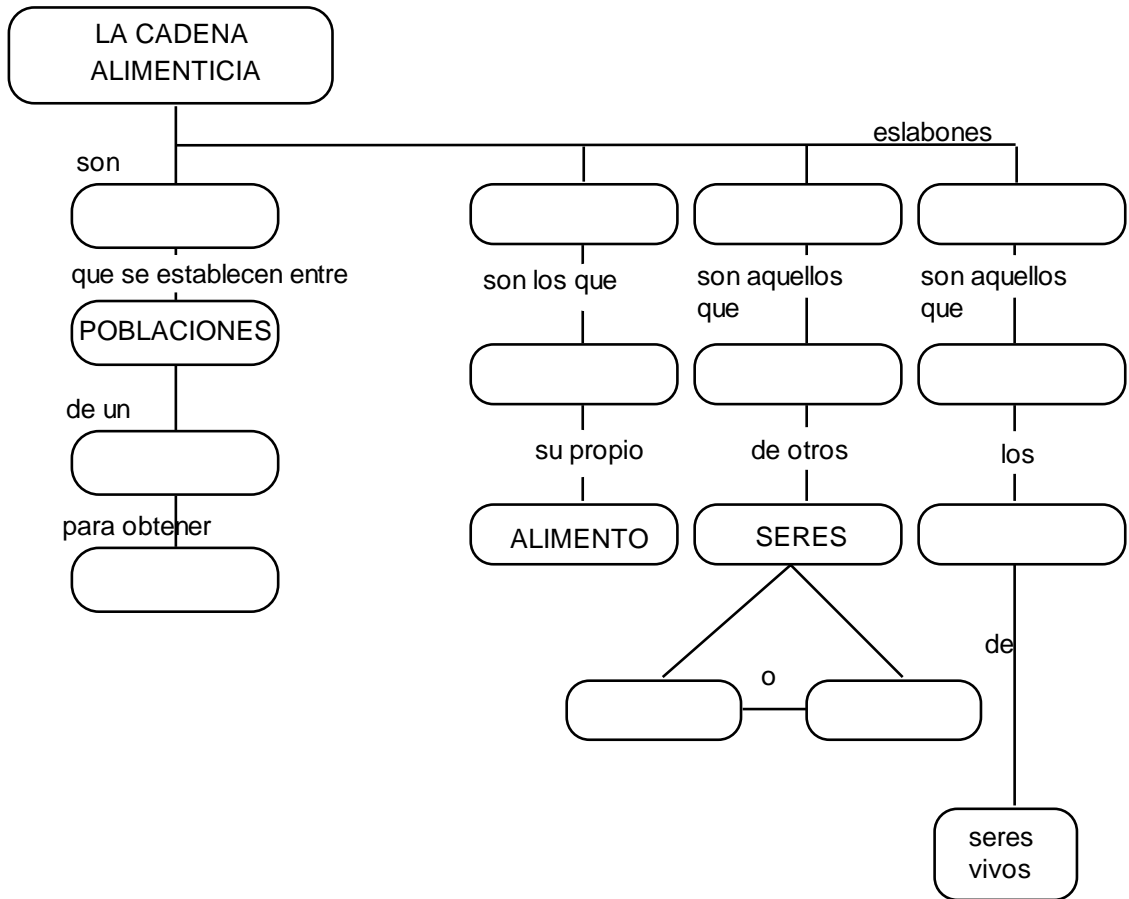 LA CADENA
ALIMENTICIA
eslabones
son
que se establecen entre
son los que
son aquellos
que
son aquellos
que
POBLACIONES
de un
su propio
de otros
los
para obtener
ALIMENTO
SERES
de
o
seres
vivos